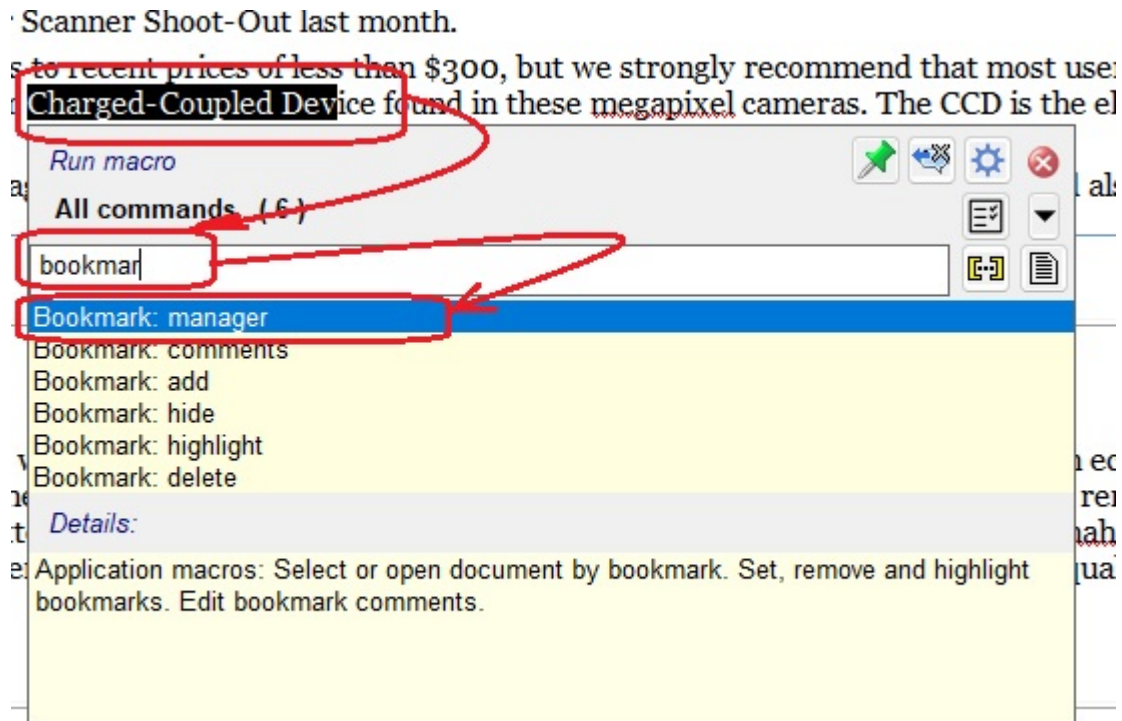 Scanner Shoot-Out last month.
s to recent prices of less than $300, but we strongly recommend that most user
Charged-Coupled Device found in these megapixel cameras. The CCD is the el
Run macro
All commands ( 6 )
bookmar
Bookmark: manager
Bookmark: comments
Bookmark: add
Bookmark: hide
Bookmark: highlight
Bookmark: delete
Details:
Application macros: Select or open document by bookmark. Set, remove and highlight
bookmarks. Edit bookmark comments.